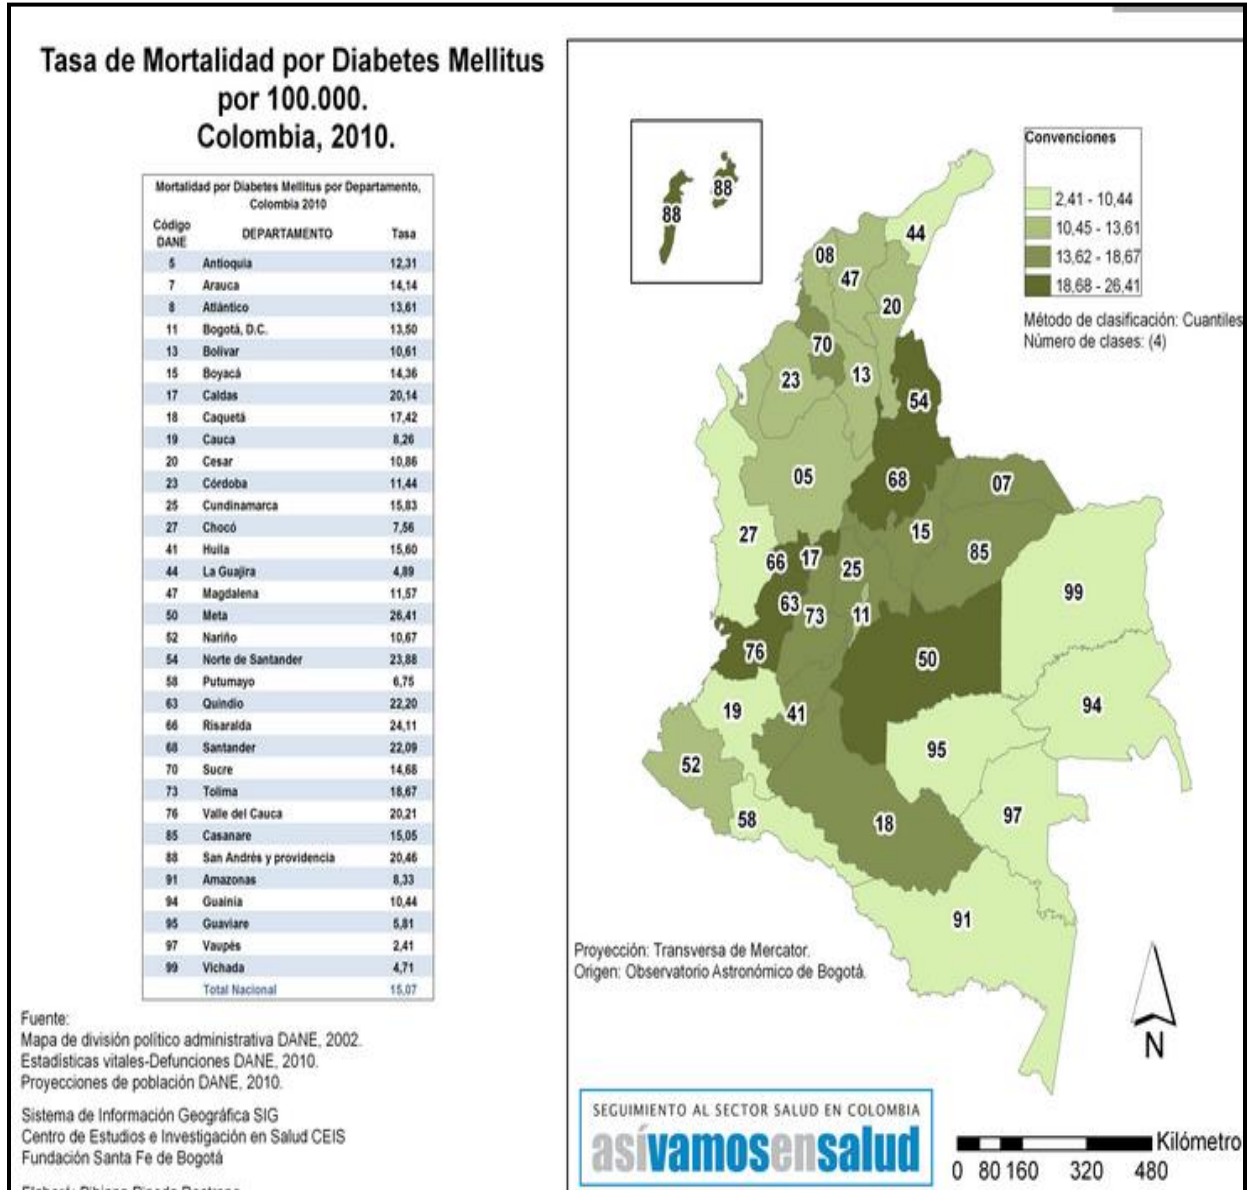 Tasa de Mortalidad por Diabetes Mellitus
por 100.000.
Colombia, 2010.
Mortalidad por Diabetes Mellitus por Departamento,
Colombia 2010
Código DANE DEPARTAMENTO Tasa
5 Antioquia 12,31
7 Arauca 14,14
8 Atlántico 13,61
11 Bogotá, D.C. 13,50
13 Bolívar 10,61
15 Boyacá 14,36
17 Caldas 20,14
18 Caquetá 17,42
19 Cauca 8,26
20 Cesar 10,86
23 Córdoba 11,44
25 Cundinamarca 15,83
27 Chocó 7,56
41 Huila 15,60
44 La Guajira 4,89
47 Magdalena 11,57
50 Meta 26,41
52 Nariño 10,67
54 Norte de Santander 23,88
58 Putumayo 6,75
63 Quindío 22,20
66 Risaralda 24,11
68 Santander 22,09
70 Sucre 14,68
73 Tolima 18,67
76 Valle del Cauca 20,21
85 Casanare 15,05
88 San Andrés y providencia 20,46
91 Amazonas 8,33
94 Guainía 10,44
95 Guaviare 5,81
97 Vaupés 2,41
99 Vichada 4,71
Total Nacional 15,07
Fuente:
Mapa de división político administrativa DANE, 2002.
Estadísticas vitales-Defunciones DANE, 2010.
Proyecciones de población DANE, 2010.
Sistema de Información Geográfica SIG
Centro de Estudios e Investigación en Salud CEIS
Fundación Santa Fe de Bogotá
88
88
Convenciones
2,41 - 10,44
10,45 - 13,61
13,62 - 18,67
18,68 - 26,41
Método de clasificación: Cuantiles
Número de clases: (4)
44
08
47
20
70
23
13
54
05
68
07
27
15
85
66
17
25
99
63
73
11
76
50
19
41
94
95
52
58
18
97
91
Proyección: Transversa de Mercator.
Origen: Observatorio Astronómico de Bogotá.
N
SEGUIMIENTO AL SECTOR SALUD EN COLOMBIA
asívamosensalud
Kilómetro
0 80 160 320 480